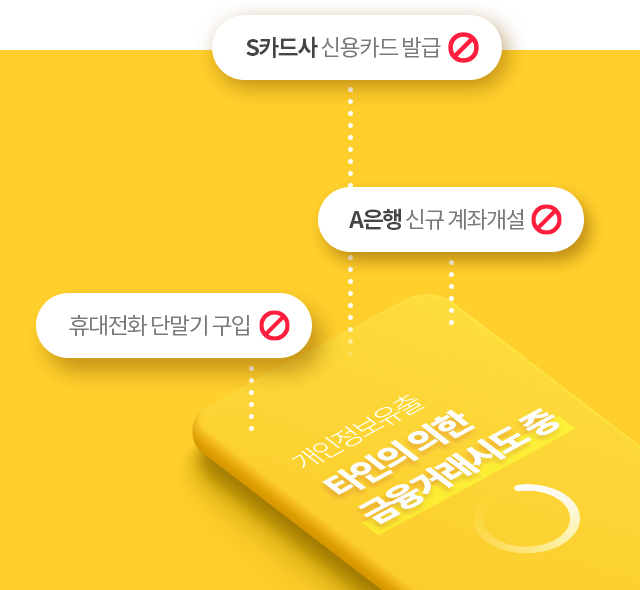 S카드사 신용카드 발급
A은행 신규 계좌개설
휴대전화 단말기 구입
개인정보유출
타인의 의한
금융거래시도 중